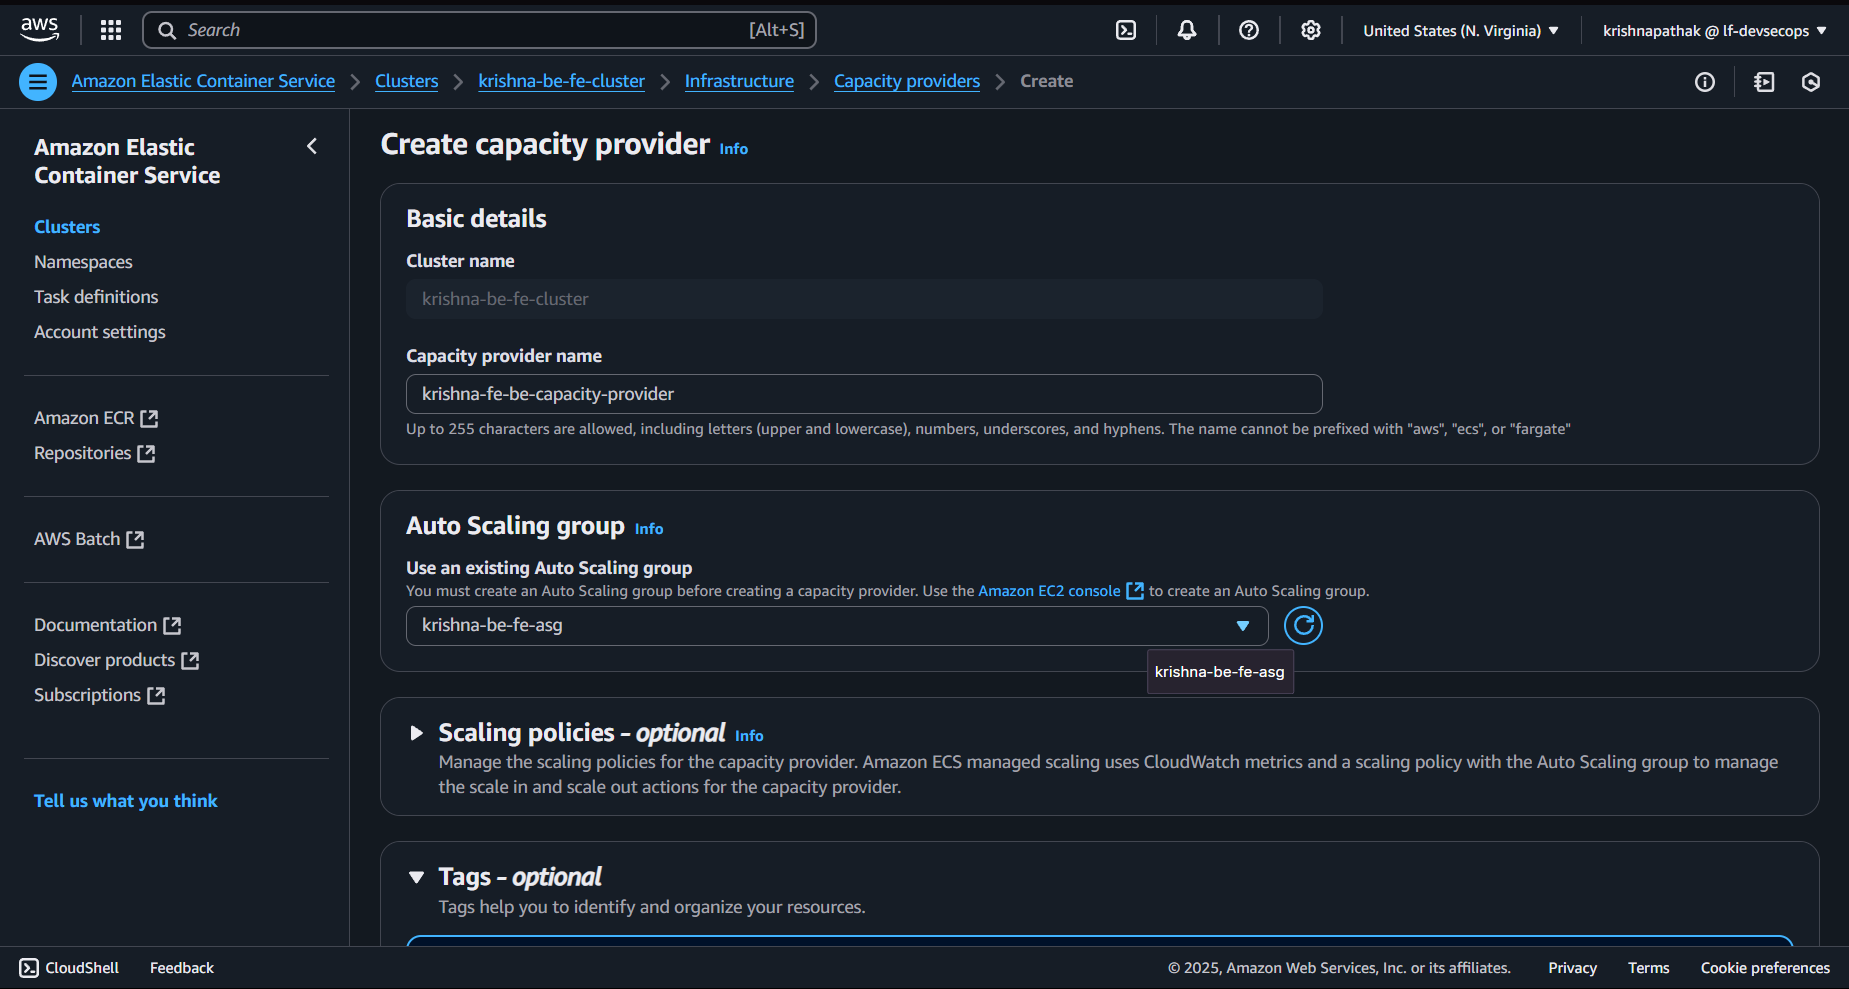 aws
Search
[Alt+S]
United States (N. Virginia)
krishnapathak @ lf-devsecops
Amazon Elastic Container Service
Clusters
krishna-be-fe-cluster
Infrastructure
Capacity providers
Create
Amazon Elastic
Container Service
Clusters
Namespaces
Task definitions
Account settings
Amazon ECR
Repositories
AWS Batch
Documentation
Discover products
Subscriptions
Tell us what you think
Create capacity provider Info
Basic details
Cluster name
krishna-be-fe-cluster
Capacity provider name
krishna-fe-be-capacity-provider
Up to 255 characters are allowed, including letters (upper and lowercase), numbers, underscores, and hyphens. The name cannot be prefixed with "aws", "ecs", or "fargate"
Auto Scaling group Info
Use an existing Auto Scaling group
You must create an Auto Scaling group before creating a capacity provider. Use the Amazon EC2 console to create an Auto Scaling group.
krishna-be-fe-asg
krishna-be-fe-asg
Scaling policies - optional Info
Manage the scaling policies for the capacity provider. Amazon ECS managed scaling uses CloudWatch metrics and a scaling policy with the Auto Scaling group to manage
the scale in and scale out actions for the capacity provider.
Tags - optional
Tags help you to identify and organize your resources.
CloudShell
Feedback
© 2025, Amazon Web Services, Inc. or its affiliates.
Privacy
Terms
Cookie preferences